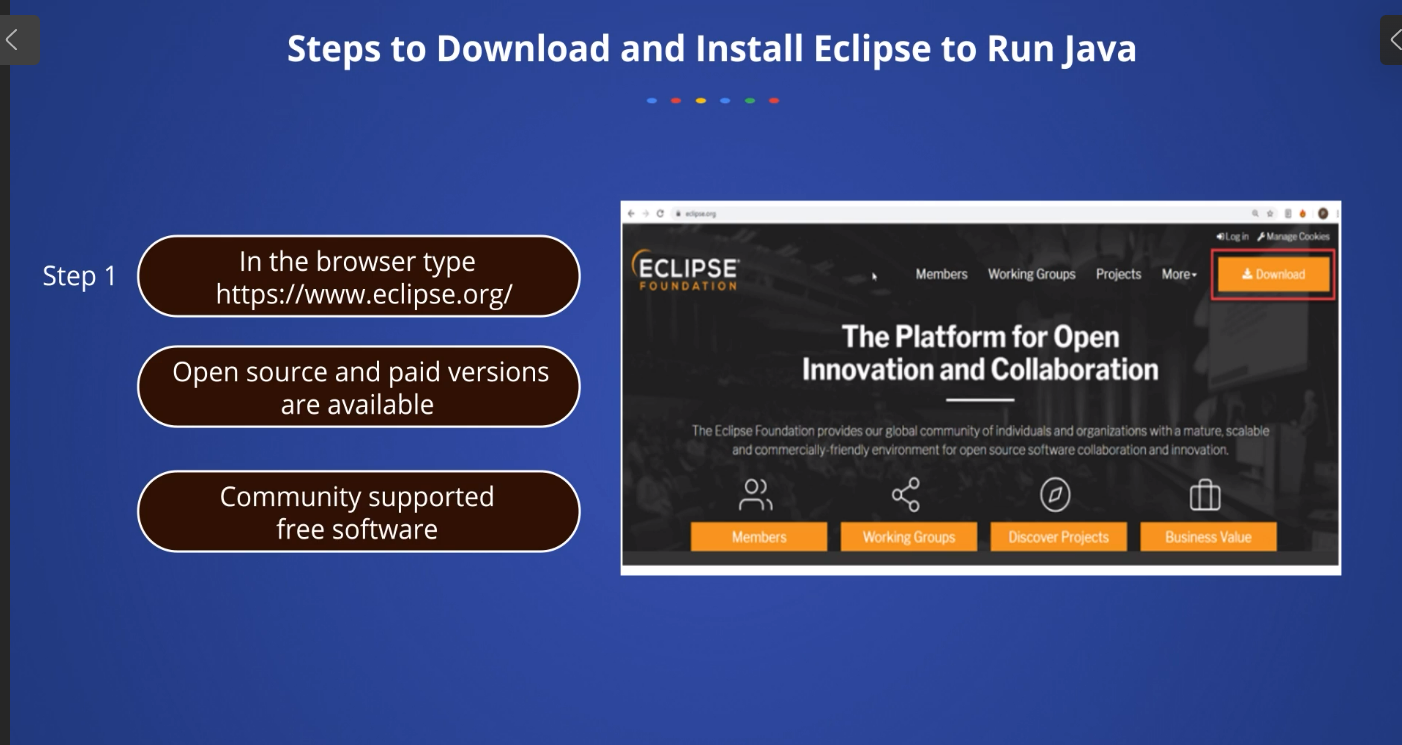 Steps to Download and Install Eclipse to Run Java
Step 1
In the browser type
https://www.eclipse.org/
Open source and paid versions
are available
Community supported
free software
eclipse.org
Log in Manage Cookies
ECLIPSE
FOUNDATION
Members Working Groups Projects More Download
The Platform for Open
Innovation and Collaboration
The Eclipse Foundation provides our global community of individuals and organizations with a mature, scalable
and commercially-friendly environment for open source software collaboration and innovation.
Members Working Groups Discover Projects Business Value